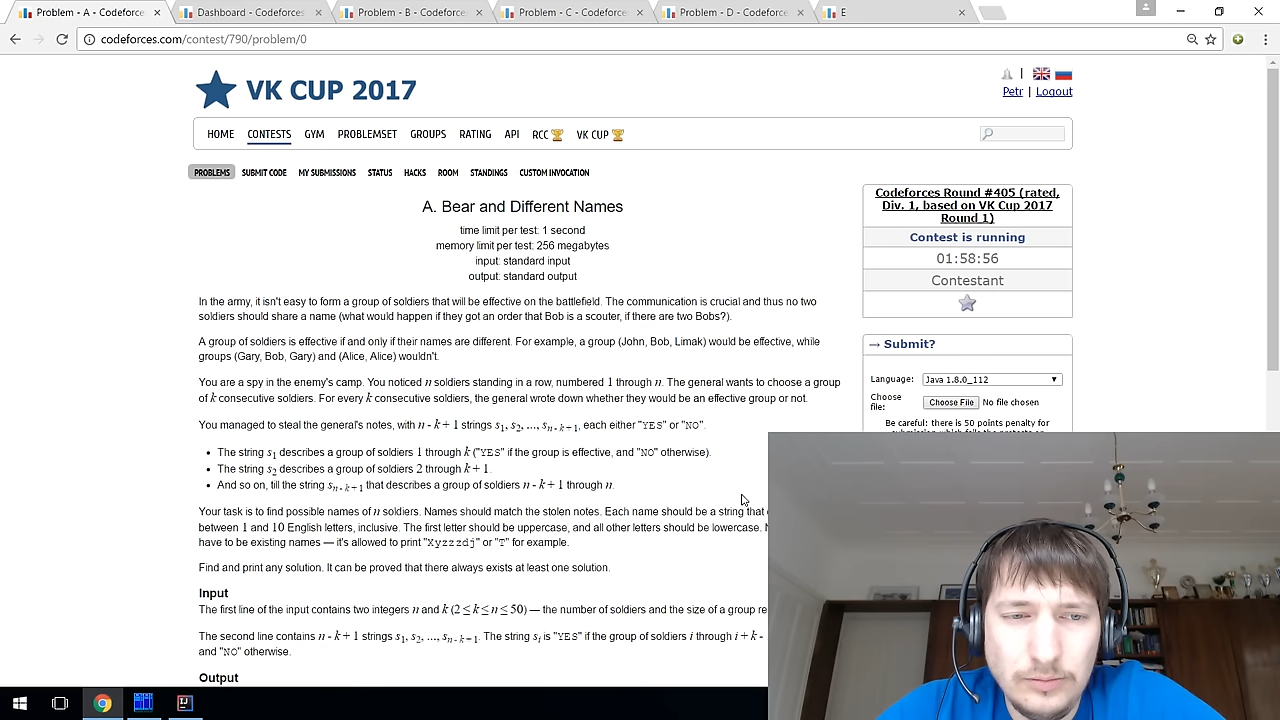 Problem - A - Codeforces
Dashboard - Codeforces
Problem - B - Codeforces
Problem - C - Codeforces
Problem - D - Codeforces
E
codeforces.com/contest/790/problem/0
VK CUP 2017
Petr | Logout
HOME CONTESTS GYM PROBLEMSET GROUPS RATING API RCC VK CUP
PROBLEMS SUBMIT CODE MY SUBMISSIONS STATUS HACKS ROOM STANDINGS CUSTOM INVOCATION
A. Bear and Different Names
time limit per test: 1 second
memory limit per test: 256 megabytes
input: standard input
output: standard output
In the army, it isn't easy to form a group of soldiers that will be effective on the battlefield. The communication is crucial and thus no two
soldiers should share a name (what would happen if they got an order that Bob is a scouter, if there are two Bobs?).
A group of soldiers is effective if and only if their names are different. For example, a group (John, Bob, Limak) would be effective, while
groups (Gary, Bob, Gary) and (Alice, Alice) wouldn't.
You are a spy in the enemy's camp. You noticed n soldiers standing in a row, numbered 1 through n. The general wants to choose a group
of k consecutive soldiers. For every k consecutive soldiers, the general wrote down whether they would be an effective group or not.
You managed to steal the general's notes, with n - k + 1 strings s1, s2, ..., sn - k + 1, each either "YES" or "NO".
The string s1 describes a group of soldiers 1 through k ("YES" if the group is effective, and "NO" otherwise).
The string s2 describes a group of soldiers 2 through k + 1.
And so on, till the string sn - k + 1 that describes a group of soldiers n - k + 1 through n.
Your task is to find possible names of n soldiers. Names should match the stolen notes. Each name should be a string that
between 1 and 10 English letters, inclusive. The first letter should be uppercase, and all other letters should be lowercase.
have to be existing names — it's allowed to print "Xyzzzdj" or "T" for example.
Find and print any solution. It can be proved that there always exists at least one solution.
Input
The first line of the input contains two integers n and k (2 ≤ k ≤ n ≤ 50) — the number of soldiers and the size of a group
The second line contains n - k + 1 strings s1, s2, ..., sn - k + 1. The string si is "YES" if the group of soldiers i through i + k -
and "NO" otherwise.
Output
Codeforces Round #405 (rated,
Div. 1, based on VK Cup 2017
Round 1)
Contest is running
01:58:56
Contestant
→ Submit?
Language: Java 1.8.0_112
Choose
file: Choose File No file chosen
Be careful: there is 50 points penalty for